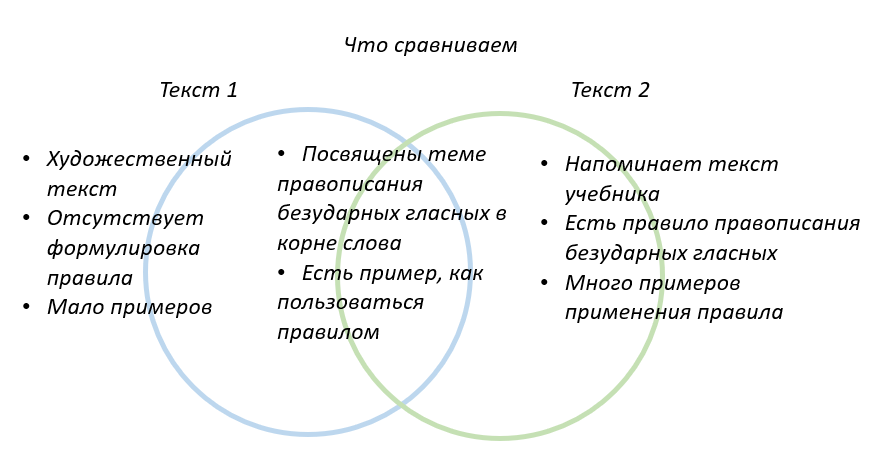 Что сравниваем
Текст 1
Текст 2
• Художественный
текст
• Отсутствует
формулировка
правила
• Мало примеров
• Посвящены теме
правописания
безударных гласных в
корне слова
• Есть пример, как
пользоваться
правилом
• Напоминает текст
учебника
• Есть правило правописания
безударных гласных
• Много примеров
применения правила